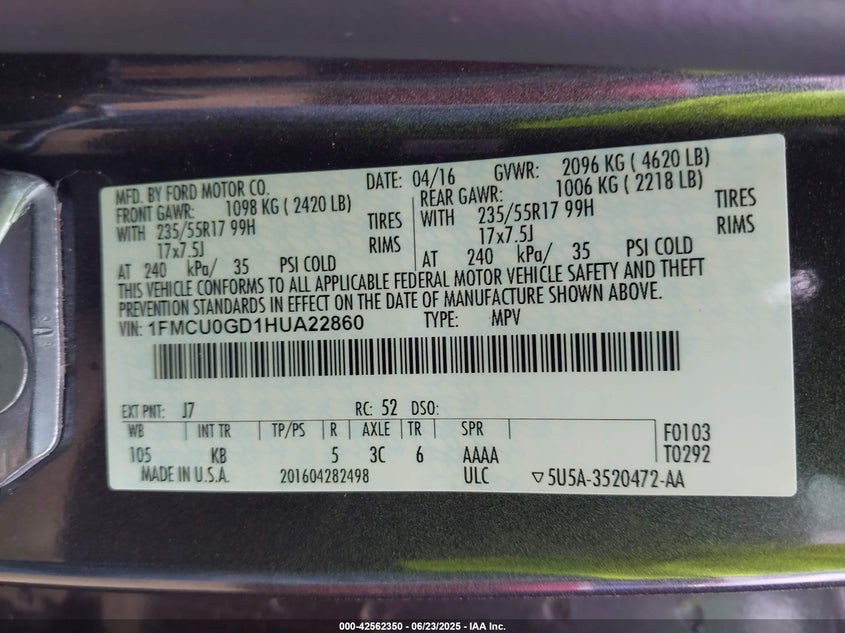 MFD. BY FORD MOTOR CO. DATE: 04/16 GVWR: 2096 KG ( 4620 LB)
FRONT GAWR: 1098 KG ( 2420 LB) REAR GAWR: 1006 KG ( 2218 LB)
WITH 235/55R17 99H TIRES WITH 235/55R17 99H TIRES
17x7.5J RIMS 17x7.5J RIMS
AT 240 kPa/ 35 PSI COLD AT 240 kPa/ 35 PSI COLD
THIS VEHICLE CONFORMS TO ALL APPLICABLE FEDERAL MOTOR VEHICLE SAFETY AND THEFT
PREVENTION STANDARDS IN EFFECT ON THE DATE OF MANUFACTURE SHOWN ABOVE.
VIN: 1FMCU0GD1HUA22860 TYPE: MPV
EXT PNT: J7 RC: 52 DSO:
WB INT TR TP/PS R AXLE TR SPR F0103
105 KB 5 3C 6 AAAA T0292
MADE IN U.S.A. 201604282498 ULC ▽5U5A-3520472-AA
000-42562350 - 06/23/2025 - IAA Inc.